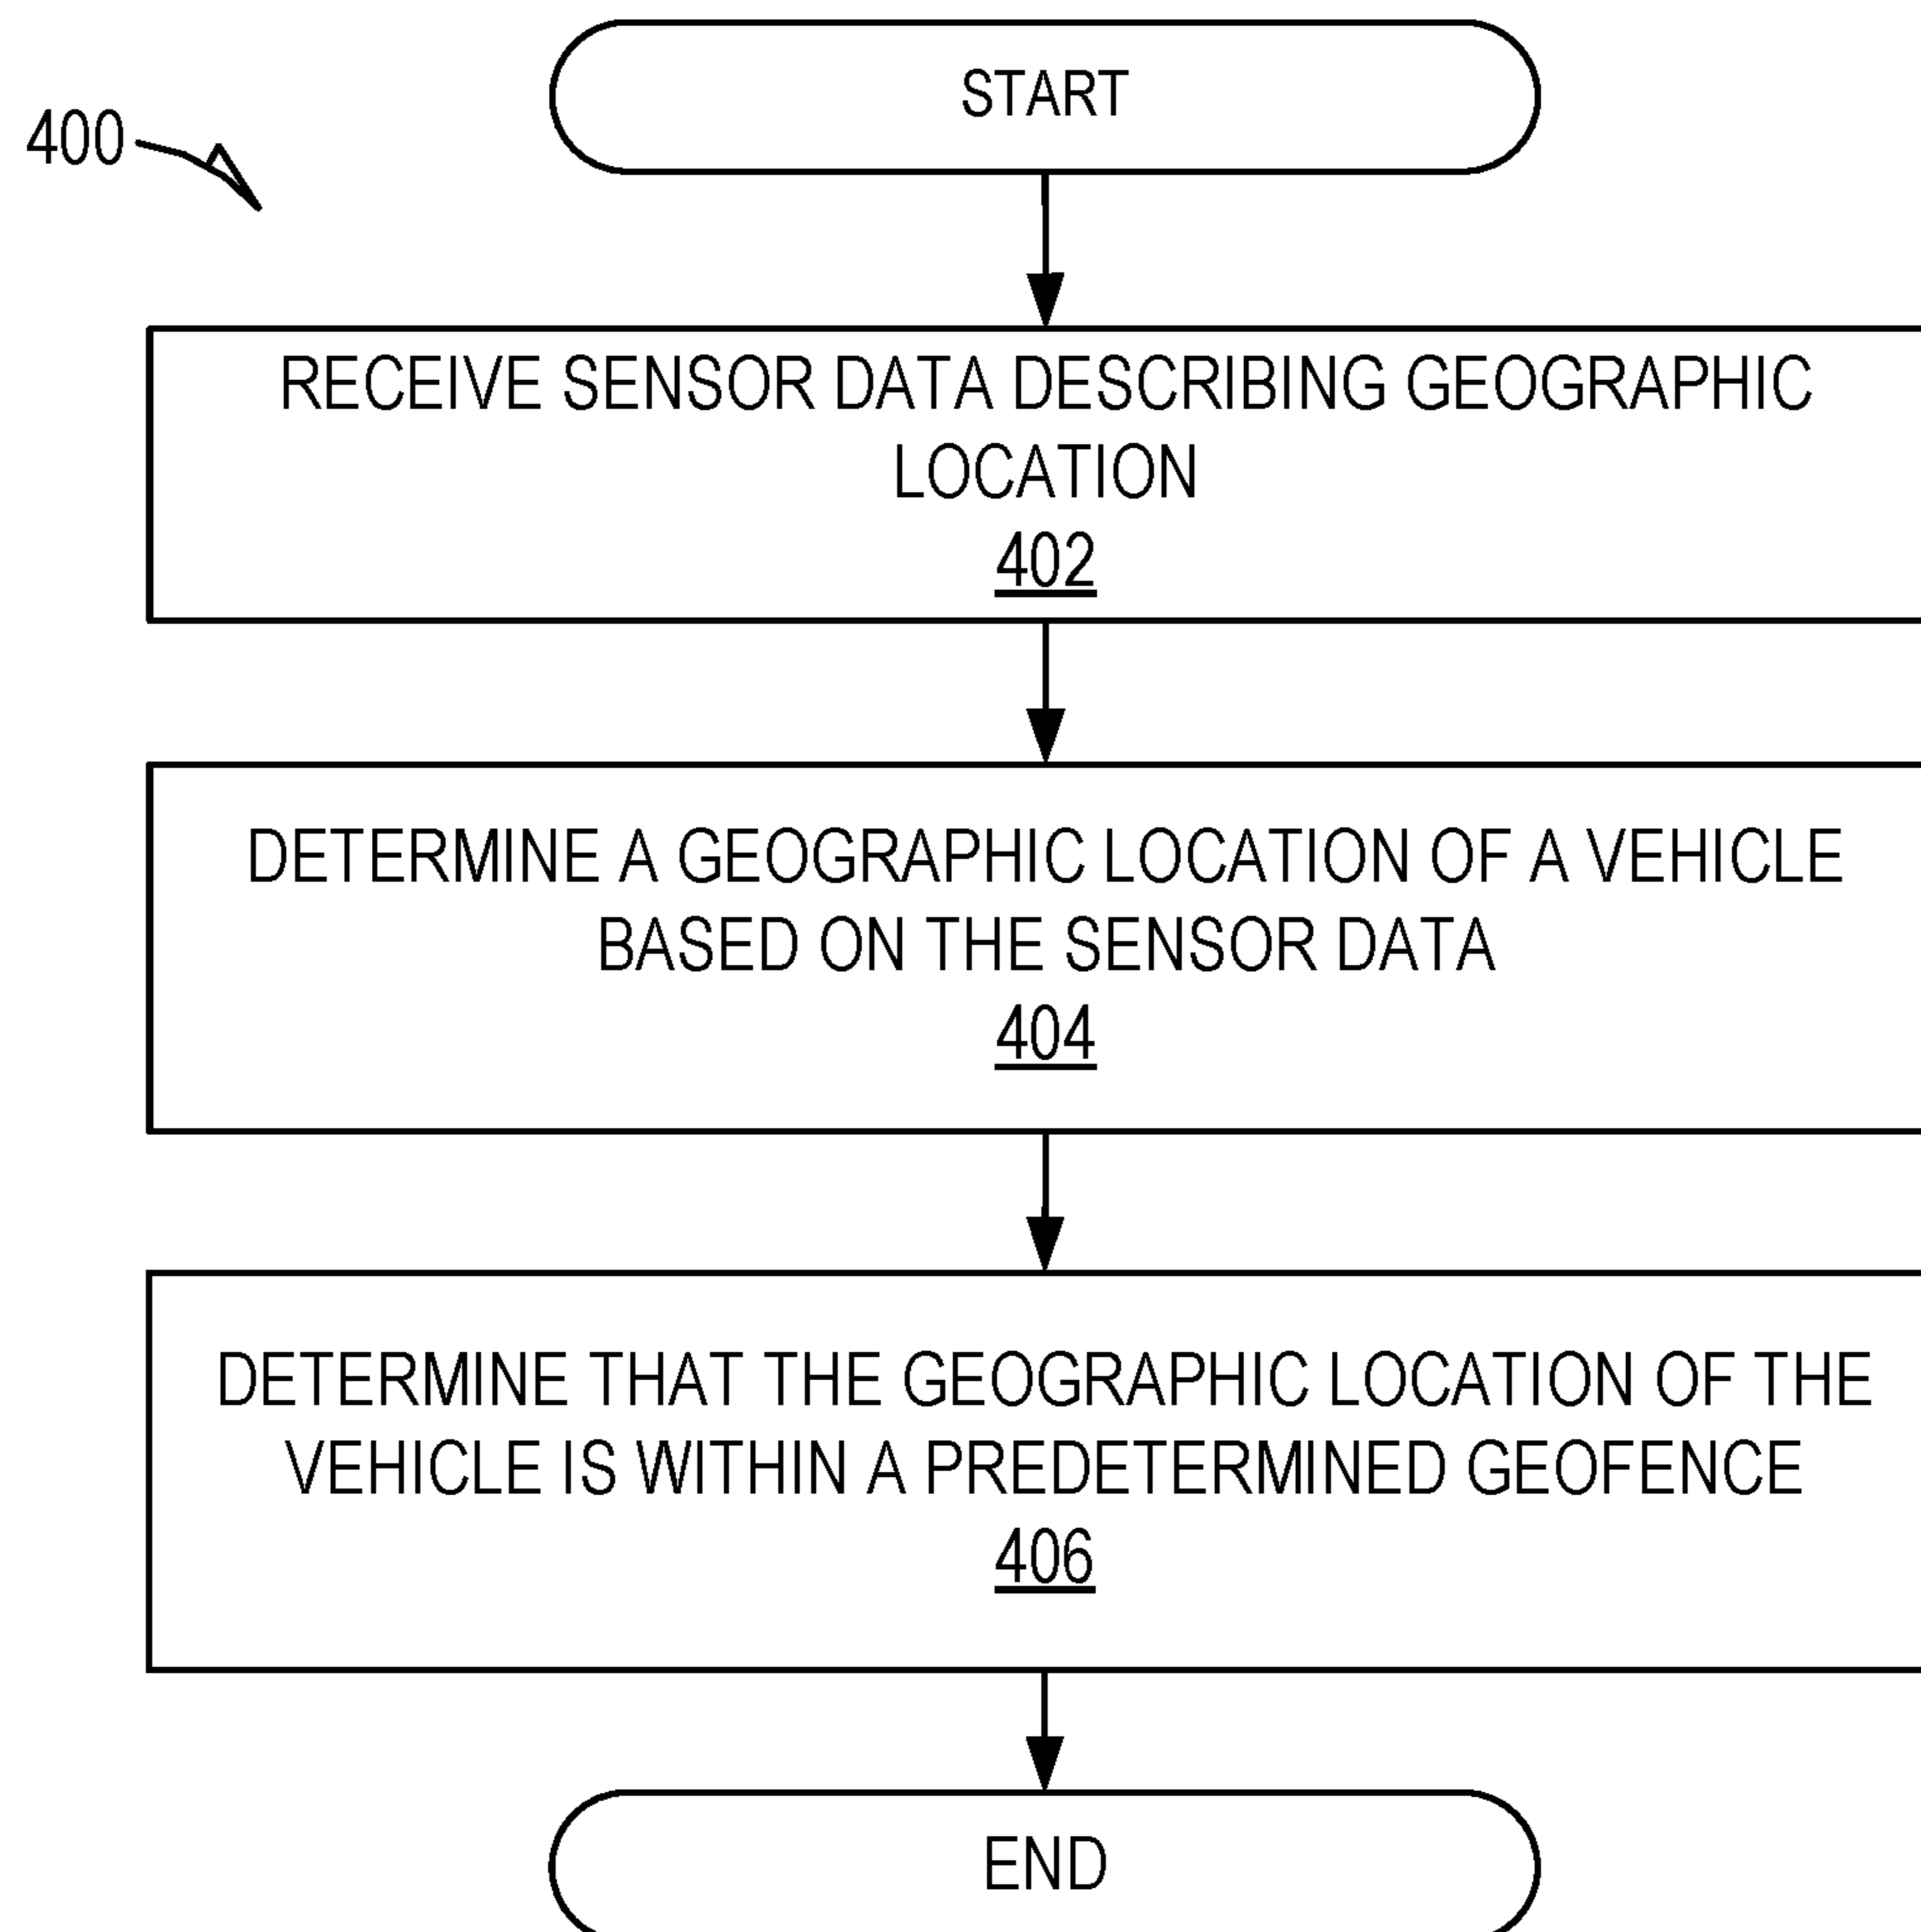 START
400
RECEIVE SENSOR DATA DESCRIBING GEOGRAPHIC
LOCATION
402
DETERMINE A GEOGRAPHIC LOCATION OF A VEHICLE
BASED ON THE SENSOR DATA
404
DETERMINE THAT THE GEOGRAPHIC LOCATION OF THE
VEHICLE IS WITHIN A PREDETERMINED GEOFENCE
406
END